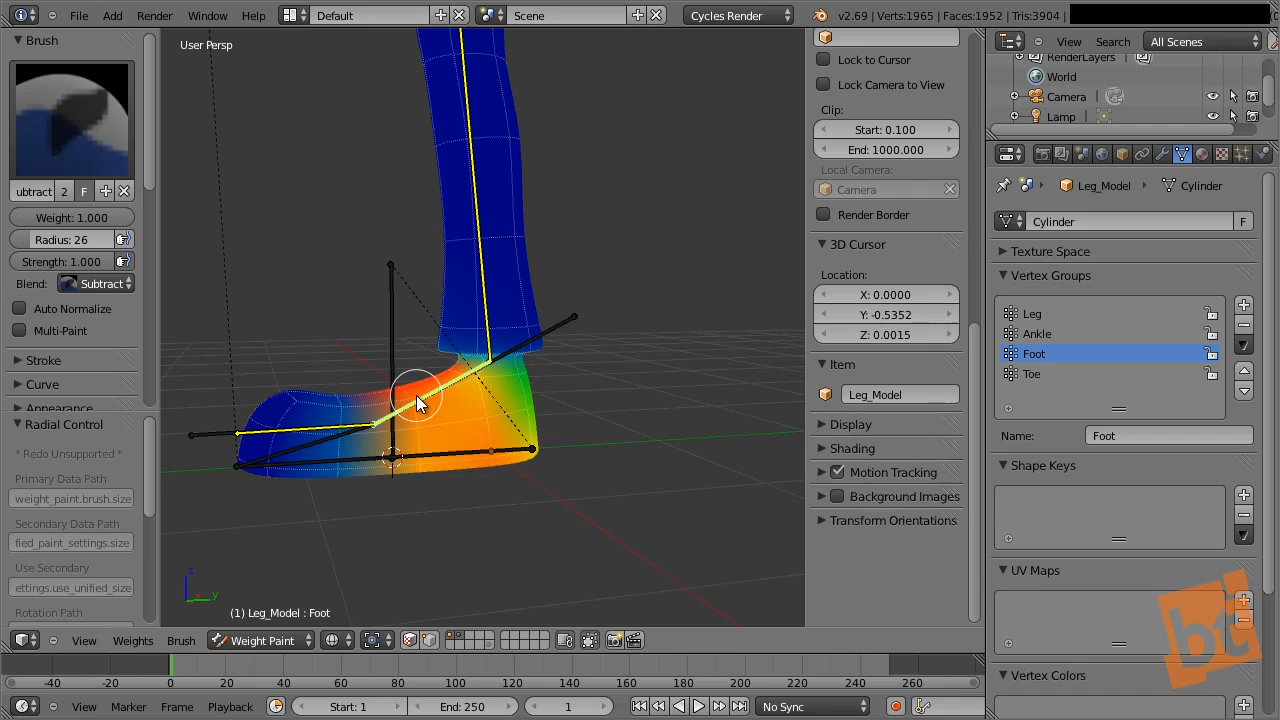 File Add Render Window Help Default Scene Cycles Render v2.69 | Verts:1965 | Faces:1952 | Tris:3904 |
Brush
ubtract 2 F
Weight: 1.000
Radius: 26
Strength: 1.000
Blend: Subtract
Auto Normalize
Multi-Paint
Stroke
Curve
Appearance
Radial Control
* Redo Unsupported *
Primary Data Path
weight_paint.brush.size
Secondary Data Path
fied_paint_settings.size
Use Secondary
ettings.use_unified_size
Rotation Path
User Persp
z
y
x
(1) Leg_Model : Foot
Lock to Cursor
Lock Camera to View
Clip:
Start: 0.100
End: 1000.000
Local Camera:
Camera
Render Border
3D Cursor
Location:
X: 0.0000
Y: -0.5352
Z: 0.0015
Item
Leg_Model
Display
Shading
Motion Tracking
Background Images
Transform Orientations
View Search All Scenes
RenderLayers
World
Camera
Lamp
Leg_Model Cylinder
Cylinder F
Texture Space
Vertex Groups
Leg
Ankle
Foot
Toe
Name: Foot
Shape Keys
UV Maps
bt
Vertex Colors
View Weights Brush Weight Paint
-40 -20 0 20 40 60 80 100 120 140 160 180 200 220 240 260
View Marker Frame Playback Start: 1 End: 250 1 No Sync